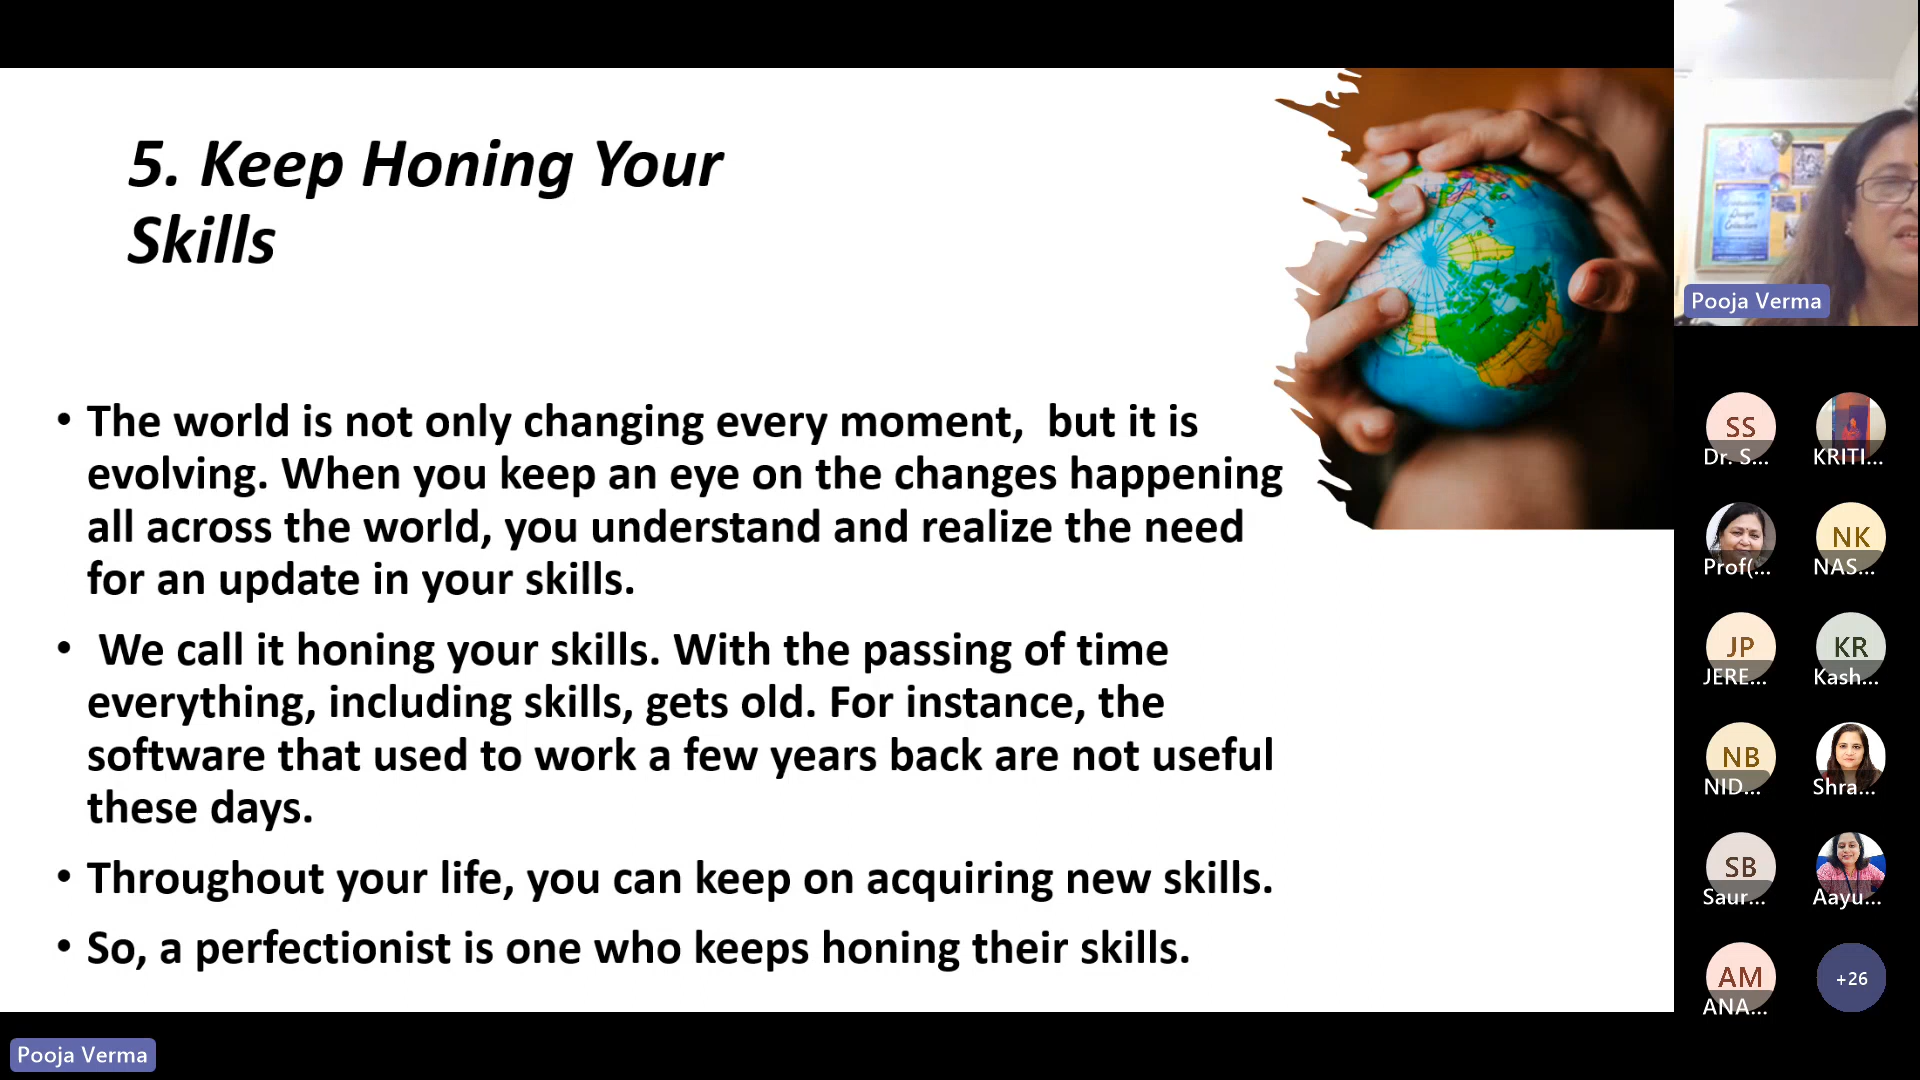 5. Keep Honing Your
Skills
• The world is not only changing every moment,  but it is
evolving. When you keep an eye on the changes happening
all across the world, you understand and realize the need
for an update in your skills.
•  We call it honing your skills. With the passing of time
everything, including skills, gets old. For instance, the
software that used to work a few years back are not useful
these days.
• Throughout your life, you can keep on acquiring new skills.
• So, a perfectionist is one who keeps honing their skills.
Pooja Verma
Pooja Verma
SS
Dr. S...
KRITI...
Prof(...
NK
NAS...
JP
JERE...
KR
Kash...
NB
NID...
Shra...
SB
Saur...
Aayu...
AM
ANA...
+26